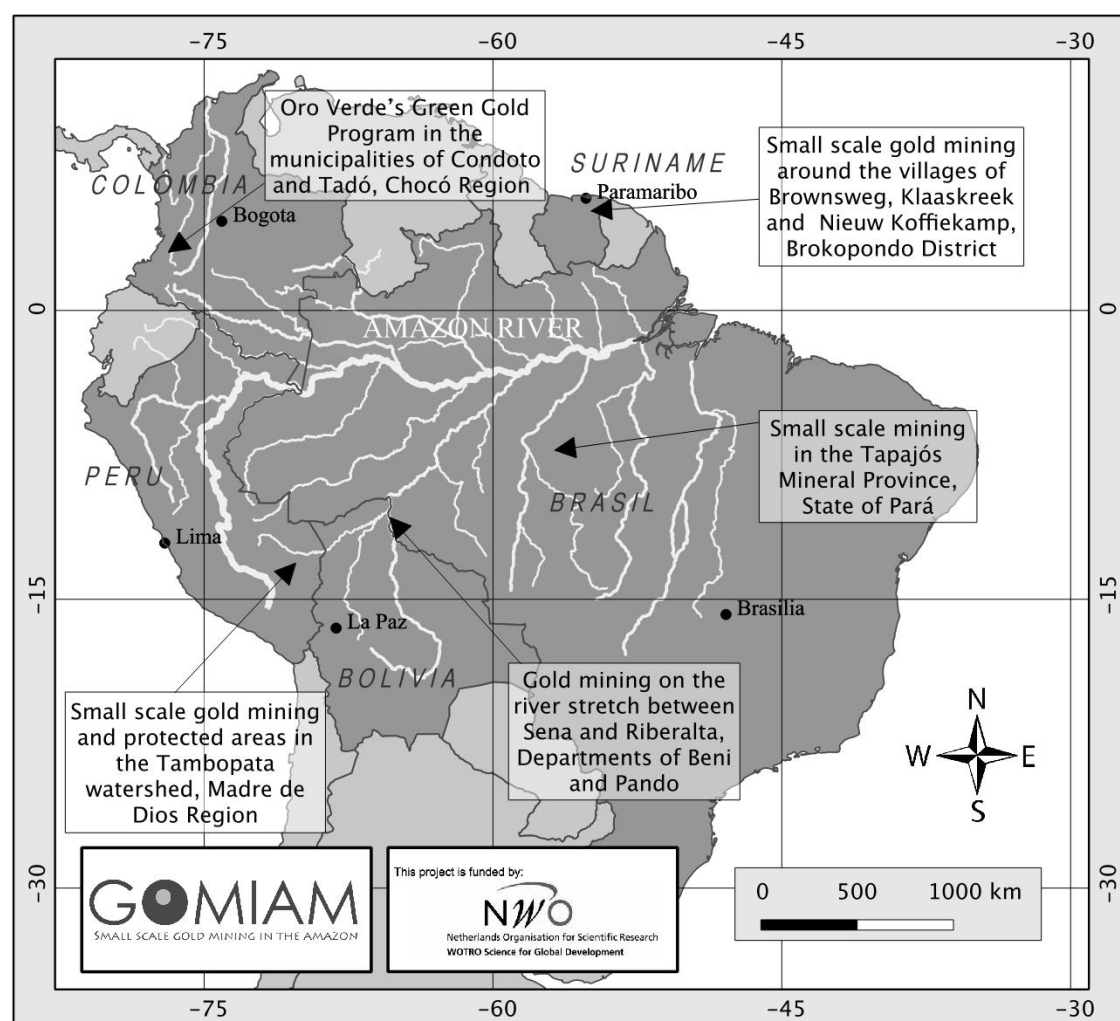 -75 -60 -45 -30
Oro Verde's Green Gold
Program in the
municipalities of Condoto
and Tadó, Chocó Region
SURINAME
Paramaribo
Small scale gold mining
around the villages of
Brownsweg, Klaaskreek
and Nieuw Koffiekamp,
Brokopondo District
COLOMBIA
Bogota
0
0
AMAZON RIVER
PERU
Lima
BRASIL
Small scale mining
in the Tapajós
Mineral Province,
State of Pará
-15
-15
La Paz
Brasilia
BOLIVIA
Small scale gold mining
and protected areas in
the Tambopata
watershed, Madre de
Dios Region
Gold mining on the
river stretch between
Sena and Riberalta,
Departments of Beni
and Pando
N
W E
S
GOMIAM
SMALL SCALE GOLD MINING IN THE AMAZON
This project is funded by:
NWO
Netherlands Organisation for Scientific Research
WOTRO Science for Global Development
0 500 1000 km
-30
-30
-75 -60 -45 -30